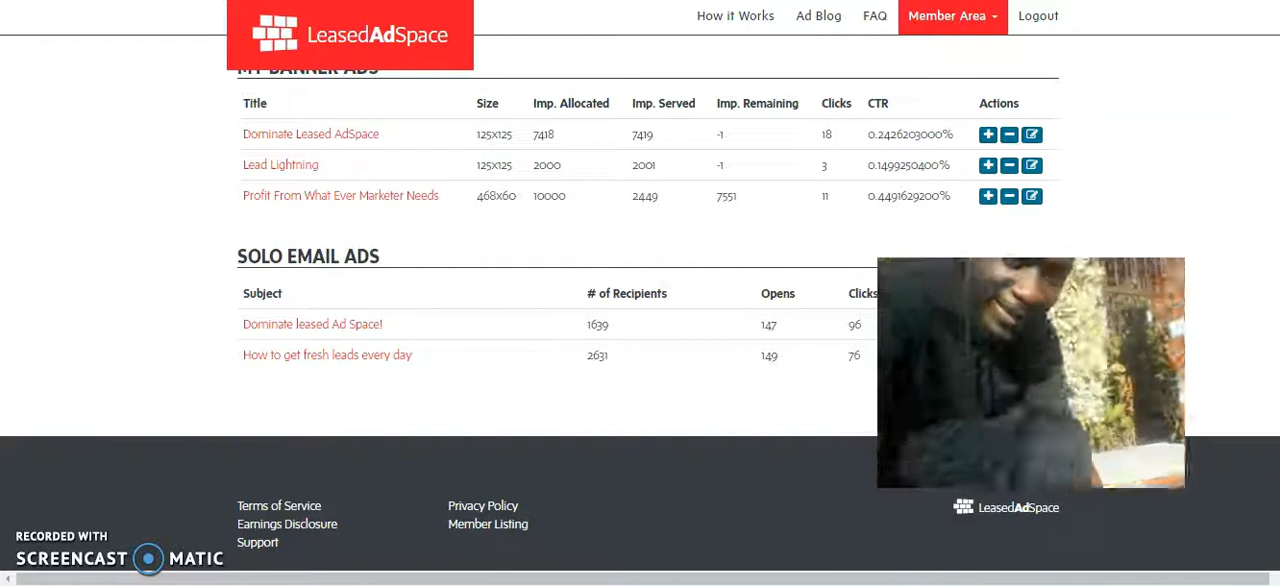 How it Works Ad Blog FAQ Member Area Logout
LeasedAdSpace
MY BANNER ADS
Title Size Imp. Allocated Imp. Served Imp. Remaining Clicks CTR Actions
Dominate Leased AdSpace 125x125 7418 7419 -1 18 0.2426203000%
Lead Lightning 125x125 2000 2001 -1 3 0.1499250400%
Profit From What Ever Marketer Needs 468x60 10000 2449 7551 11 0.4491629200%
SOLO EMAIL ADS
Subject # of Recipients Opens Clicks
Dominate leased Ad Space! 1639 147 96
How to get fresh leads every day 2631 149 76
Terms of Service Privacy Policy LeasedAdSpace
Earnings Disclosure Member Listing
Support
RECORDED WITH
SCREENCAST MATIC